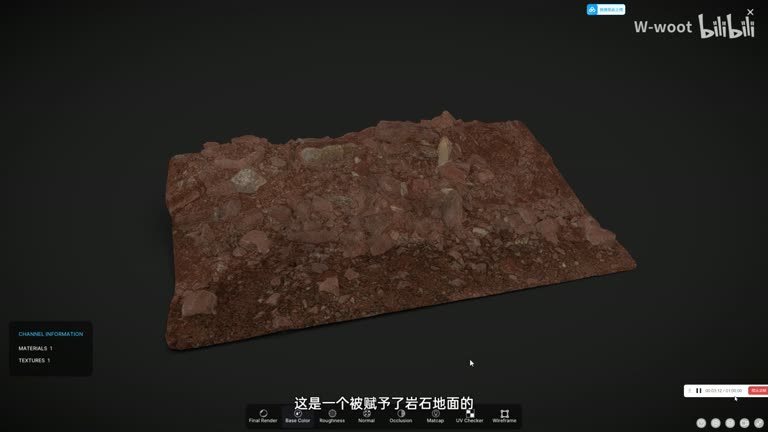 W-woot bilibili
CHANNEL INFORMATION
MATERIALS 1
TEXTURES 1
这是一个被赋予了岩石地面的
Final Render
Base Color
Roughness
Normal
Occlusion
Matcap
UV Checker
Wireframe